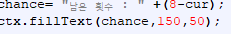 chance= "남은 횟수 : " +(8-cur);
ctx.fillText(chance,150,50);